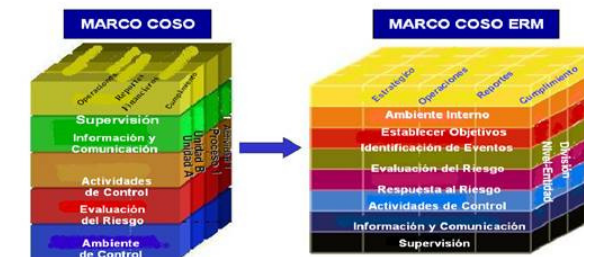 MARCO COSO
Operaciones
Reportes
Financieros
Cumplimiento
Supervisión
Información y
Comunicación
Actividades
de Control
Evaluación
del Riesgo
Ambiente
de Control
Unidad A
Unidad B
Proceso 1
MARCO COSO ERM
Estratégico
Operaciones
Reportes
Cumplimiento
Ambiente Interno
Establecer Objetivos
Identificación de Eventos
Evaluación del Riesgo
Respuesta al Riesgo
Actividades de Control
Información y Comunicación
Supervisión
Nivel-Entidad
División